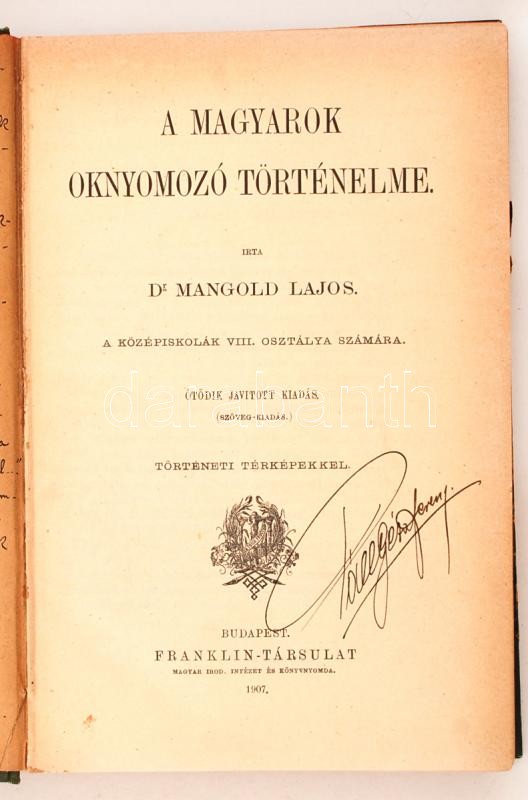 A MAGYAROK
OKNYOMOZÓ TÖRTÉNELME.
IRTA
Dr MANGOLD LAJOS.
A KÖZÉPISKOLÁK VIII. OSZTÁLYA SZÁMÁRA.
ÖTÖDIK JAVITOTT KIADÁS.
(SZÖVEG-KIADÁS.)
darabanth
TÖRTÉNETI TÉRKÉPEKKEL.
BUDAPEST.
FRANKLIN-TÁRSULAT
MAGYAR IROD. INTÉZET ÉS KÖNYVNYOMDA.
1907.